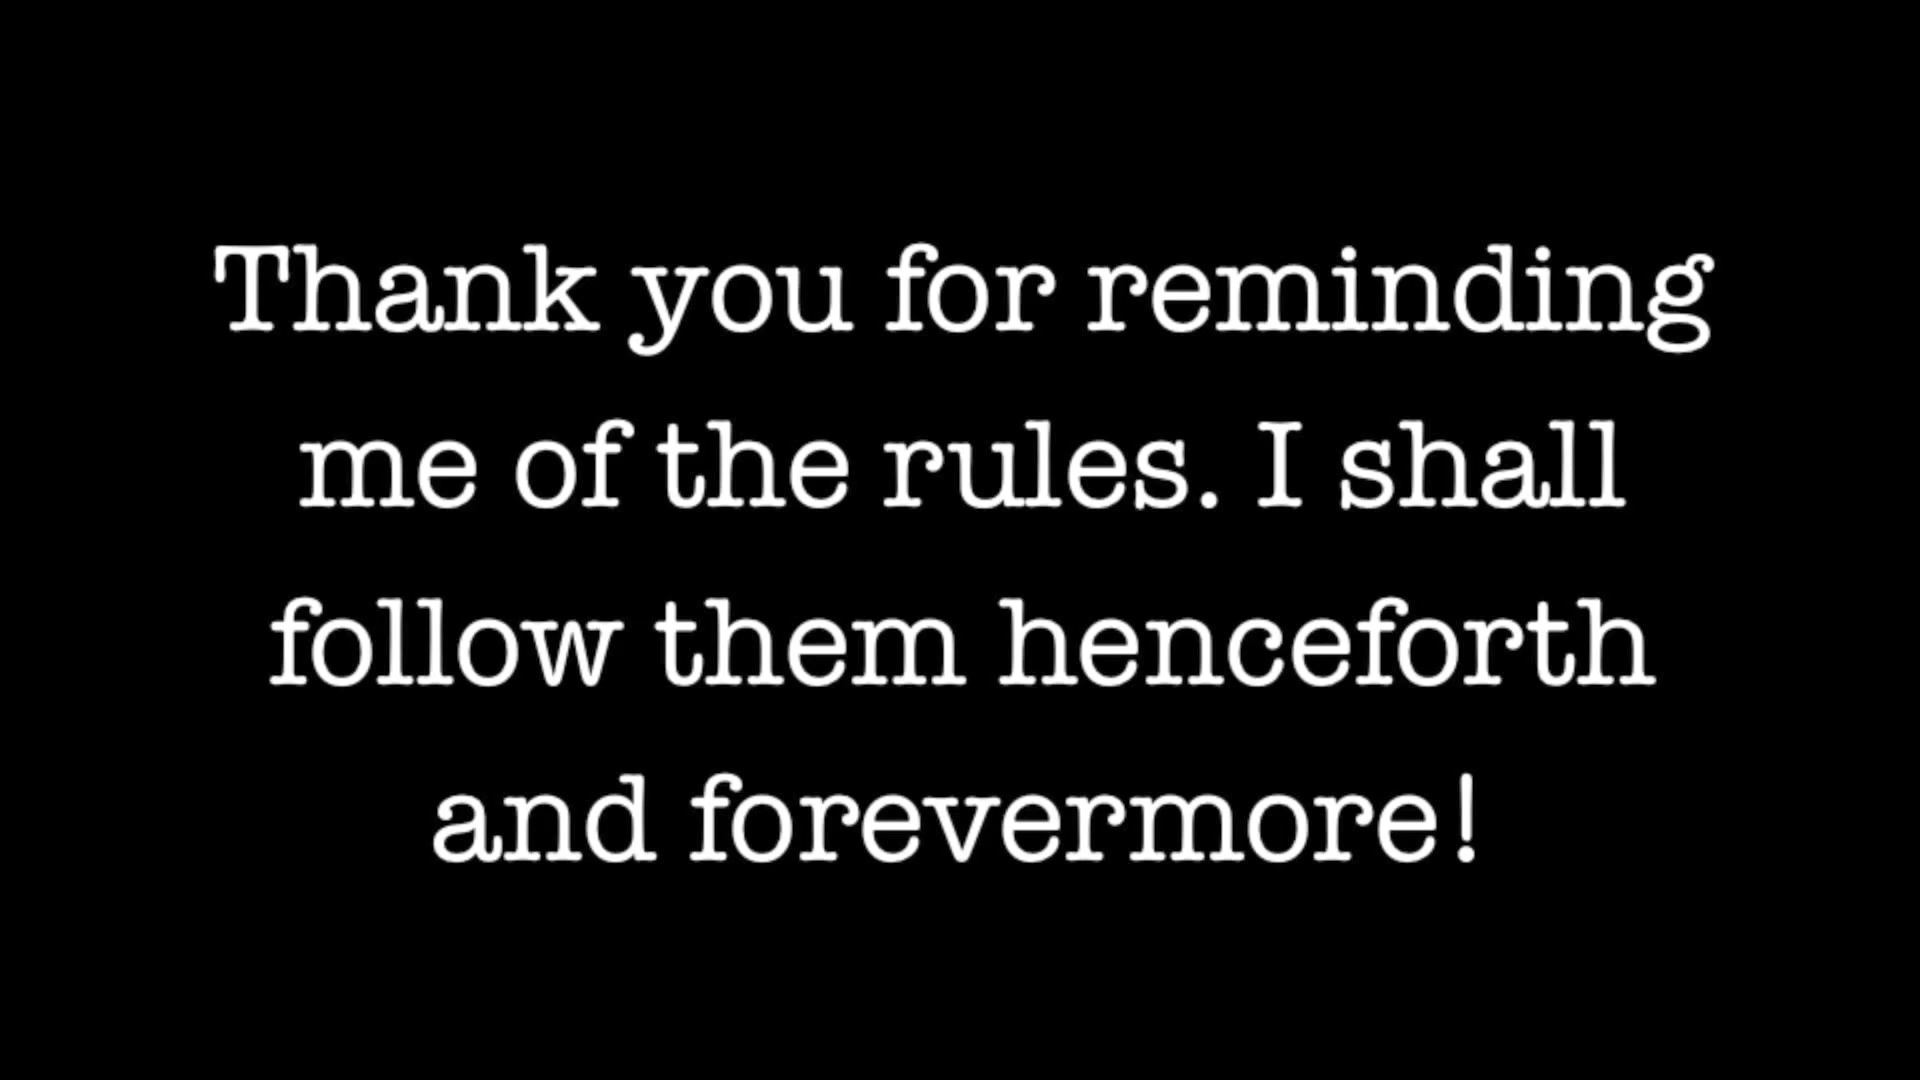 Thank you for reminding
me of the rules. I shall
follow them henceforth
and forevermore!